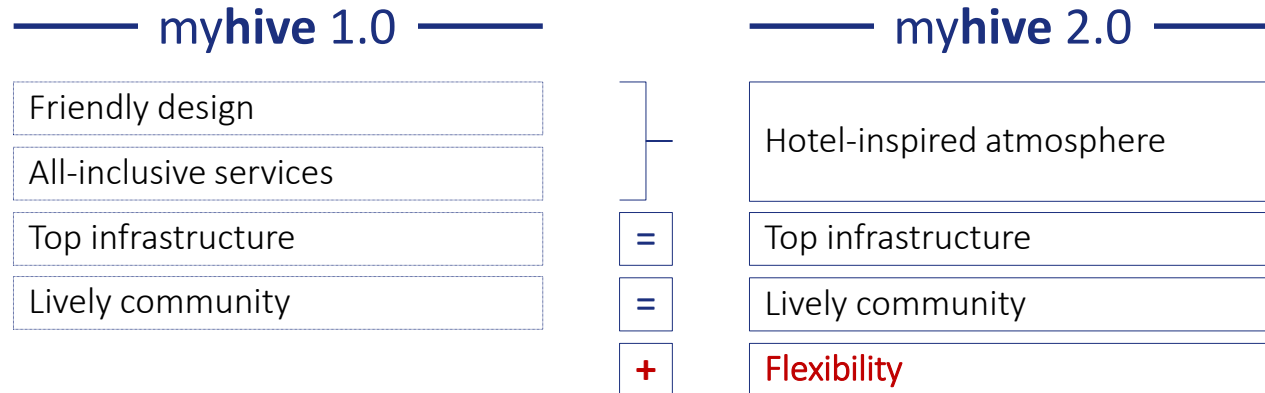 myhive 1.0
myhive 2.0
Friendly design
All-inclusive services
Hotel-inspired atmosphere
Top infrastructure
=
Top infrastructure
Lively community
=
Lively community
+
Flexibility